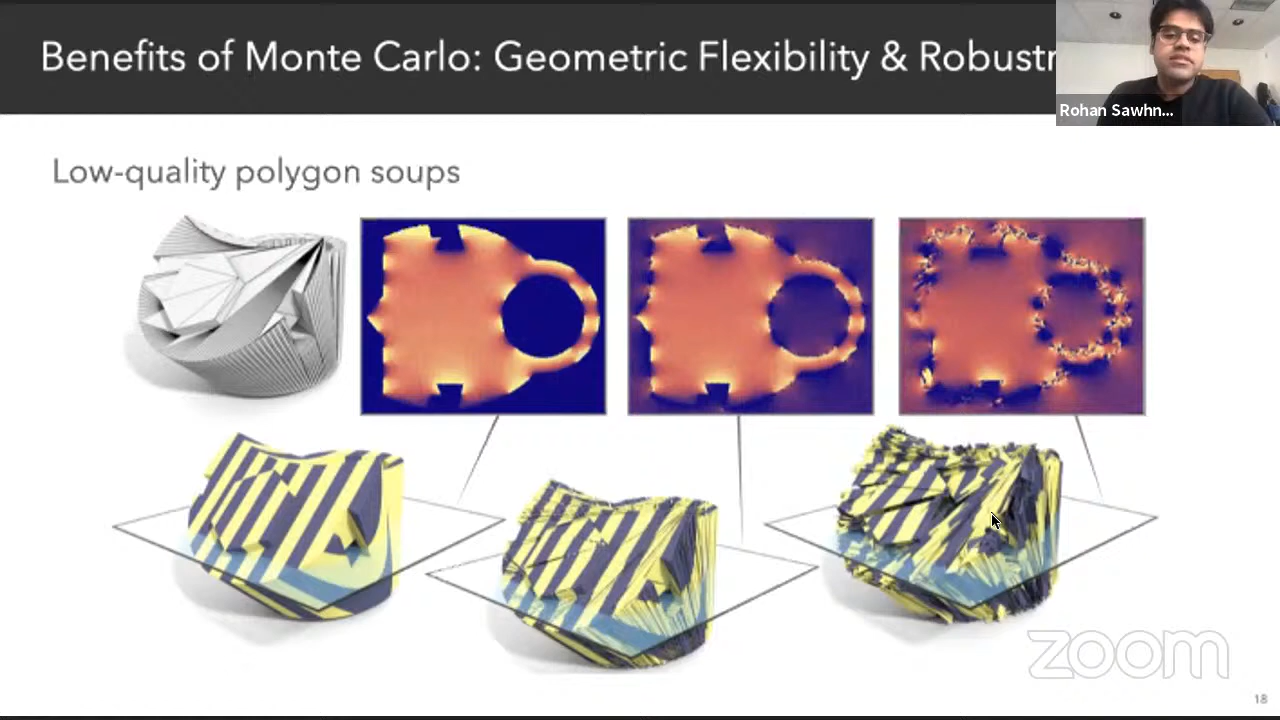 Benefits of Monte Carlo: Geometric Flexibility & Robustr
Rohan Sawhn...
Low-quality polygon soups
zoom
18